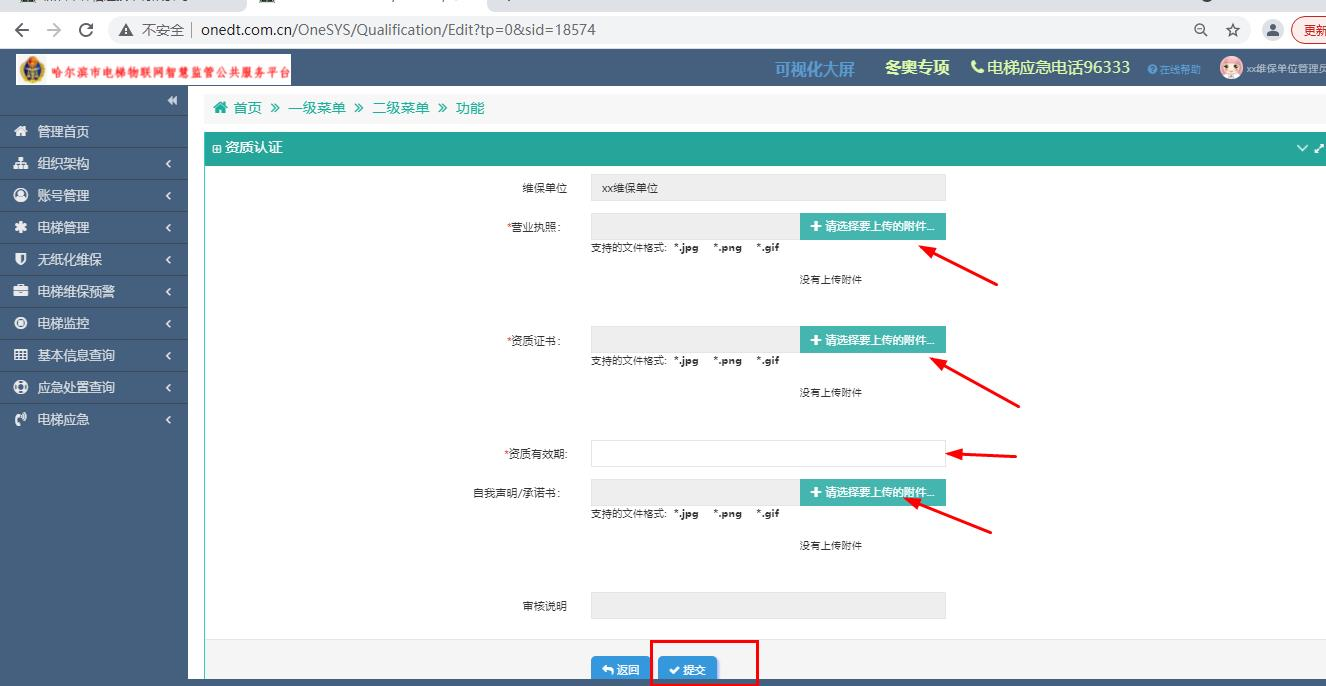 不安全 | onedt.com.cn/OneSYS/Qualification/Edit?tp=0&sid=18574
更新
哈尔滨市电梯物联网智慧监管公共服务平台
可视化大屏 冬奥专项 电梯应急电话96333 在线帮助 xx维保单位管理员
首页 » 一级菜单 » 二级菜单 » 功能
管理首页
组织架构
账号管理
电梯管理
无纸化维保
电梯维保预警
电梯监控
基本信息查询
应急处置查询
电梯应急
资质认证
维保单位 xx维保单位
*营业执照： 请选择要上传的附件...
支持的文件格式: *.jpg *.png *.gif
没有上传附件
*资质证书： 请选择要上传的附件...
支持的文件格式: *.jpg *.png *.gif
没有上传附件
*资质有效期:
自我声明/承诺书： 请选择要上传的附件...
支持的文件格式: *.jpg *.png *.gif
没有上传附件
审核说明
返回 提交